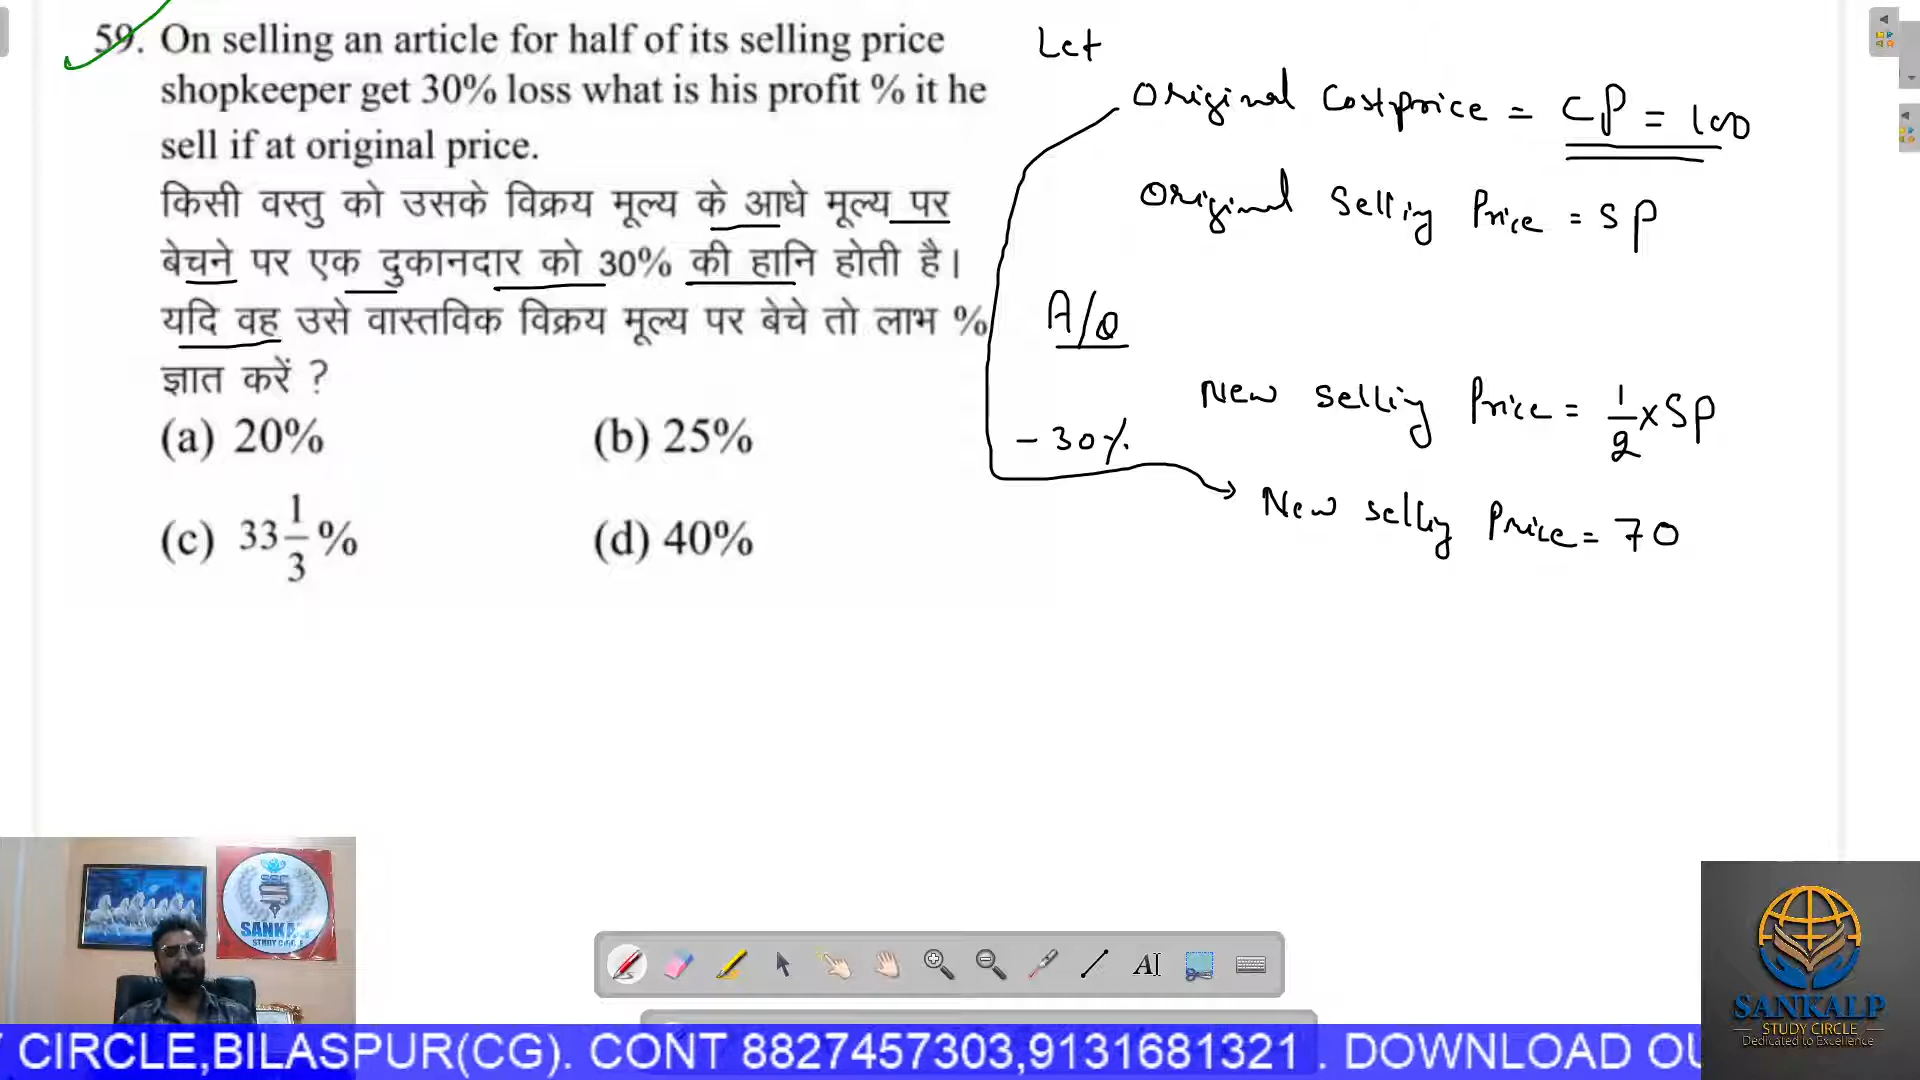 59. On selling an article for half of its selling price
shopkeeper get 30% loss what is his profit % it he
sell if at original price.
किसी वस्तु को उसके विक्रय मूल्य के आधे मूल्य पर
बेचने पर एक दुकानदार को 30% की हानि होती है।
यदि वह उसे वास्तविक विक्रय मूल्य पर बेचे तो लाभ %
ज्ञात करें ?
(a) 20% (b) 25%
(c) 33 1/3 % (d) 40%
Let
Original Costprice = CP = 100
Original Selling Price = SP
A/Q
New selling Price = 1/2 x SP
- 30%
New selling Price = 70
SSC
SANKALP
STUDY CIRCLE
SANKALP
STUDY CIRCLE
Dedicated to Excellence
CIRCLE,BILASPUR(CG). CONT 8827457303,9131681321 . DOWNLOAD OU